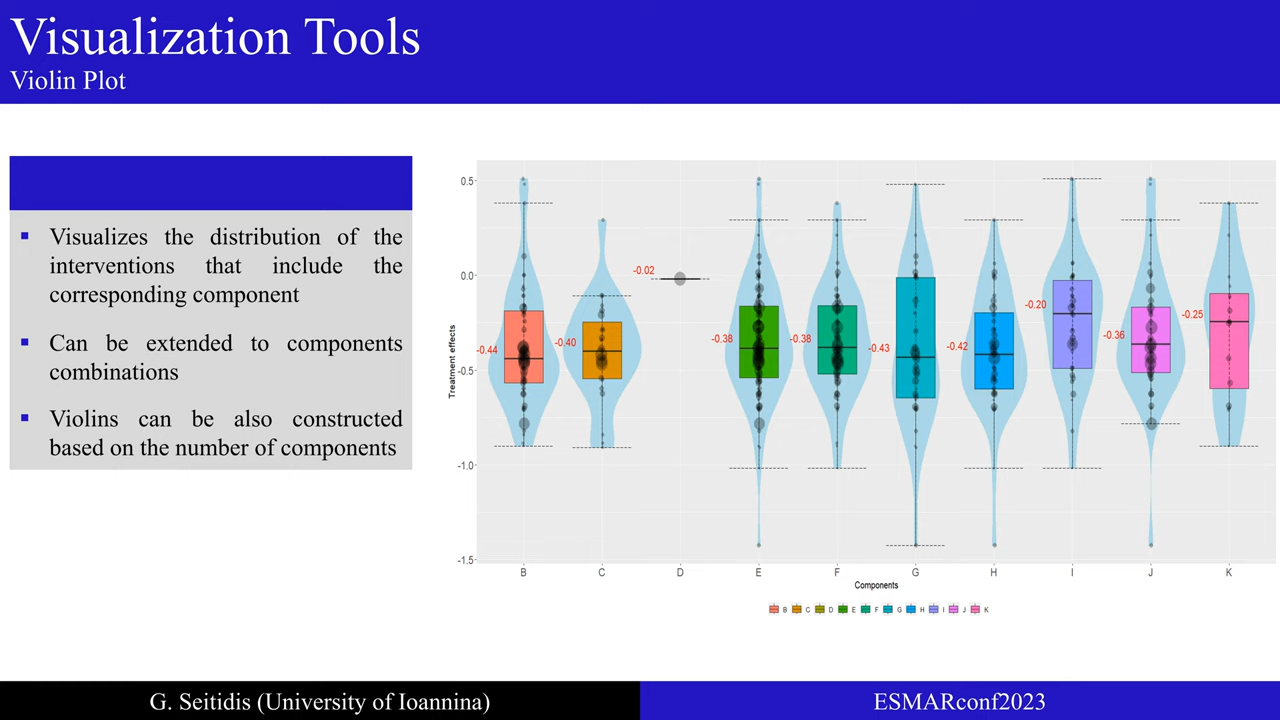 Visualization Tools
Violin Plot
Visualizes the distribution of the
interventions that include the
corresponding component
Can be extended to components
combinations
Violins can be also constructed
based on the number of components
Treatment effects
0.5
0.0
-0.5
-1.0
-1.5
-0.44
-0.40
-0.02
-0.38
-0.38
-0.43
-0.42
-0.20
-0.36
-0.25
B C D E F G H I J K
Components
B C D E F G H I J K
G. Seitidis (University of Ioannina)
ESMARconf2023